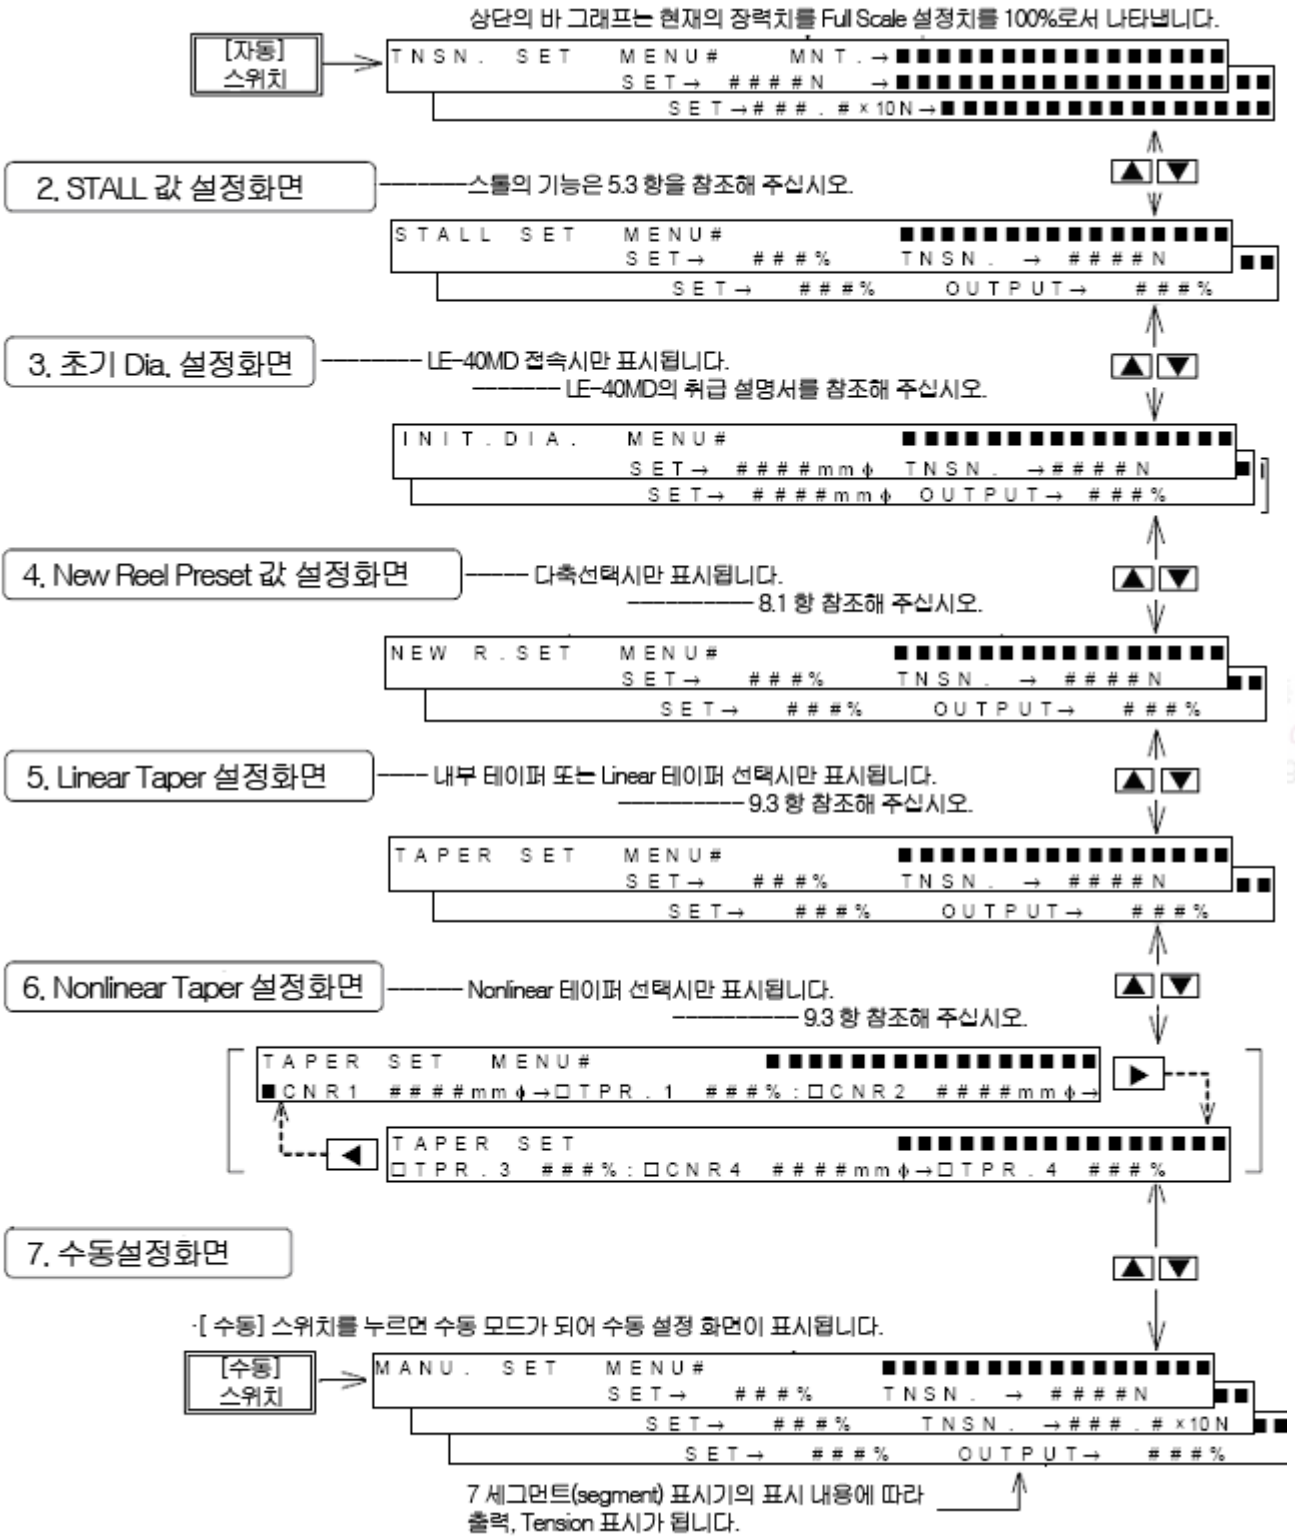 상단의 바 그래프는 현재의 장력치를 Full Scale 설정치를 100%로서 나타냅니다.
[자동]
스위치
TNSN. SET MENU# MNT.→■■■■■■■■■■■■■■■■
SET→ ####N →■■■■■■■■■■■■■■■■■■
SET→###.#×10N→■■■■■■■■■■■■■■■■
2. STALL 값 설정화면
스톨의 기능은 5.3 항을 참조해 주십시오.
▲▼
STALL SET MENU# ■■■■■■■■■■■■■■■■
SET→ ###% TNSN. → ####N ■■
SET→ ###% OUTPUT→ ###%
3. 초기 Dia. 설정화면
LE-40MD 접속시만 표시됩니다.
LE-40MD의 취급 설명서를 참조해 주십시오.
▲▼
INIT.DIA. MENU# ■■■■■■■■■■■■■■■■
SET→ ####mmϕ TNSN. →####N ■
SET→ ####mmϕ OUTPUT→ ###%
4. New Reel Preset 값 설정화면
다축선택시만 표시됩니다.
8.1 항 참조해 주십시오.
▲▼
NEW R.SET MENU# ■■■■■■■■■■■■■■■■
SET→ ###% TNSN. → ####N ■■
SET→ ###% OUTPUT→ ###%
5. Linear Taper 설정화면
내부 테이퍼 또는 Linear 테이퍼 선택시만 표시됩니다.
9.3 항 참조해 주십시오.
▲▼
TAPER SET MENU# ■■■■■■■■■■■■■■■■
SET→ ###% TNSN. → ####N ■■
SET→ ###% OUTPUT→ ###%
6. Nonlinear Taper 설정화면
Nonlinear 테이퍼 선택시만 표시됩니다.
9.3 항 참조해 주십시오.
▲▼
TAPER SET MENU# ■■■■■■■■■■■■■■■■
■CNR1 ####mmϕ→□TPR.1 ###%:□CNR2 ####mmϕ→
▶
◀
TAPER SET ■■■■■■■■■■■■■■■■
□TPR.3 ###%:□CNR4 ####mmϕ→□TPR.4 ###%
7. 수동설정화면
▲▼
·[ 수동] 스위치를 누르면 수동 모드가 되어 수동 설정 화면이 표시됩니다.
[수동]
스위치
MANU. SET MENU# ■■■■■■■■■■■■■■■■
SET→ ###% TNSN. → ####N ■■
SET→ ###% TNSN. →###.#×10N ■■
SET→ ###% OUTPUT→ ###%
7 세그먼트(segment) 표시기의 표시 내용에 따라
출력, Tension 표시가 됩니다.